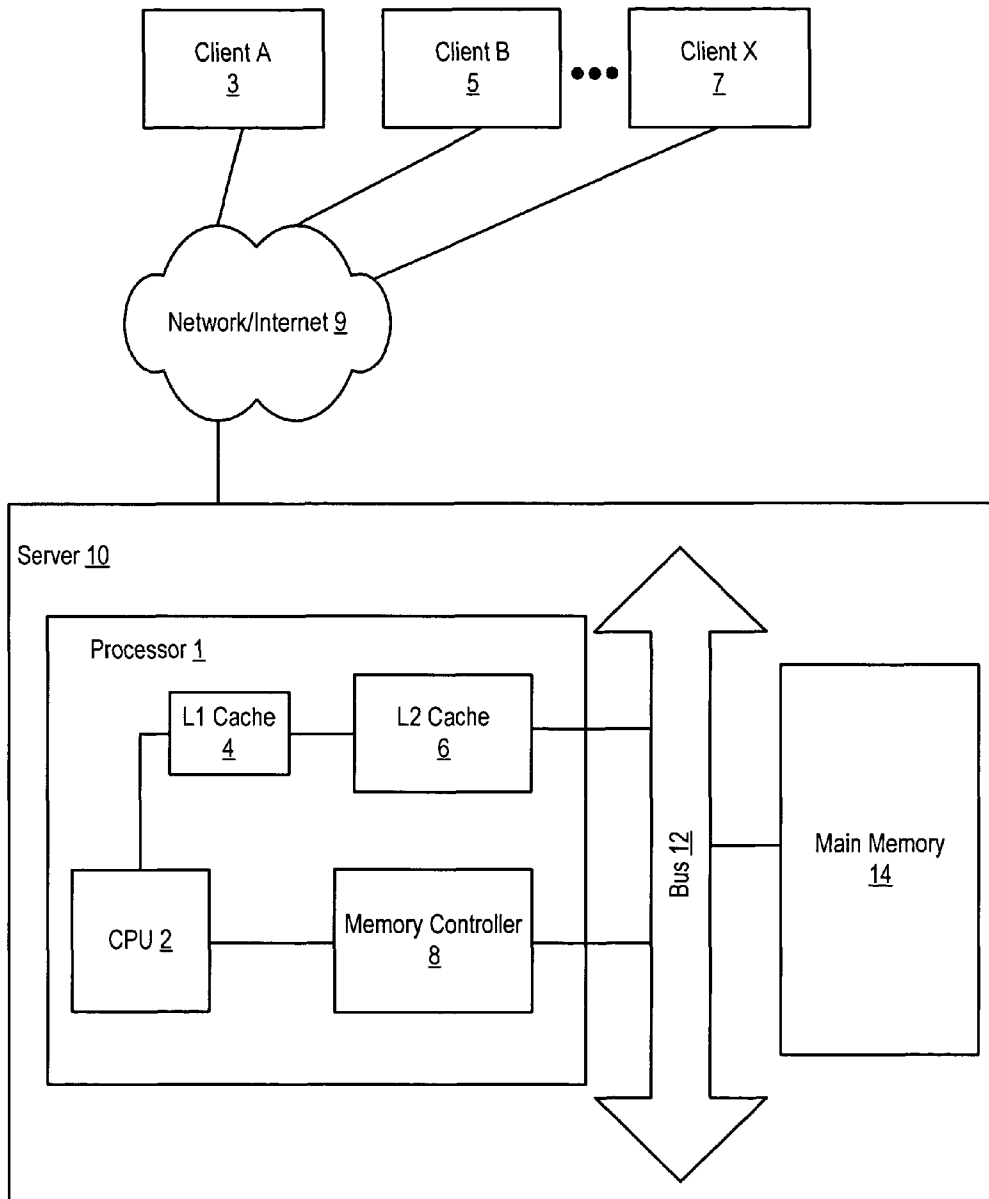 Client A
3
Client B
5
Client X
7
Network/Internet 9
Server 10
Processor 1
L1 Cache
4
L2 Cache
6
CPU 2
Memory Controller
8
Bus 12
Main Memory
14